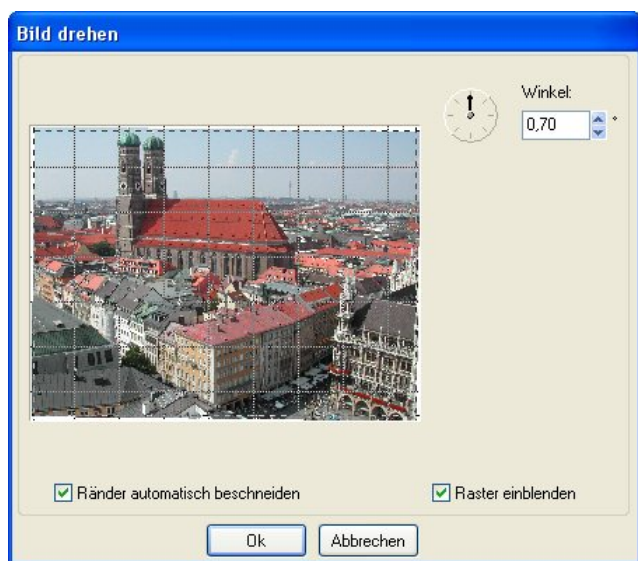 Bild drehen
Winkel:
0,70 °
Ränder automatisch beschneiden
Raster einblenden
Ok
Abbrechen